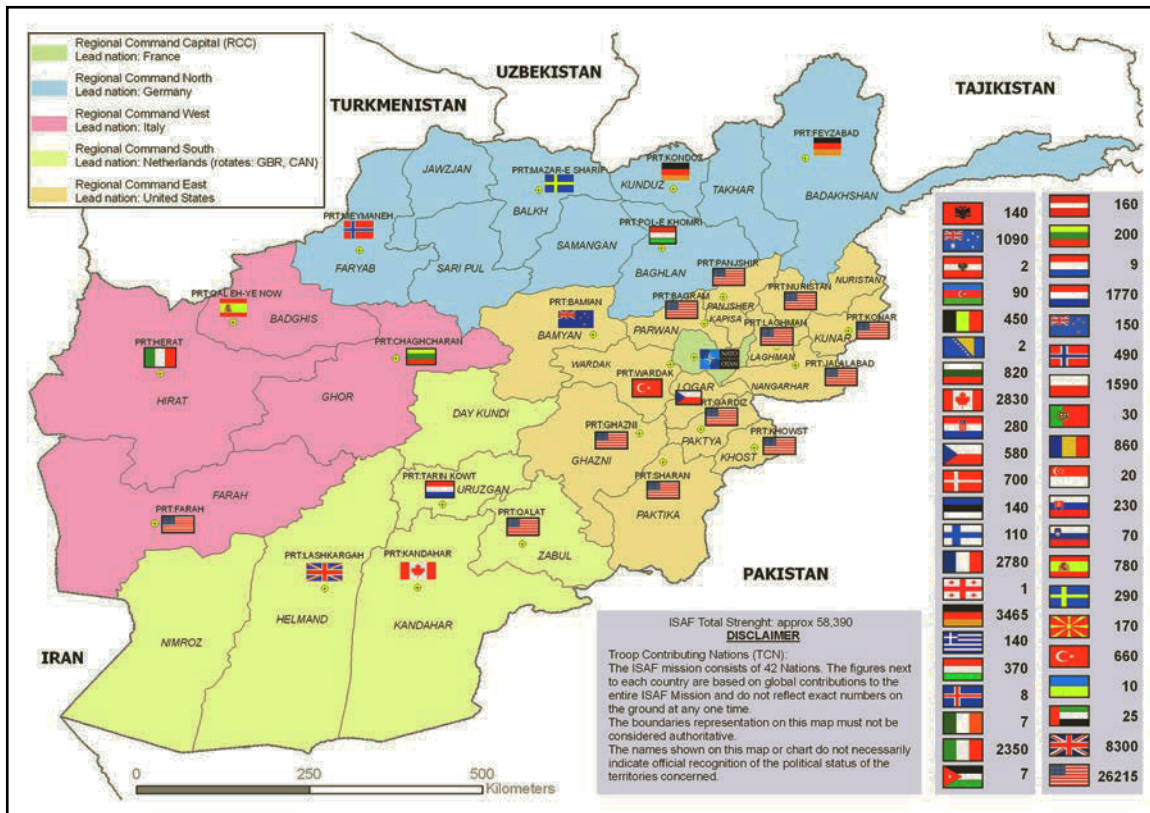 Regional Command Capital (RCC)
Lead nation: France
Regional Command North
Lead nation: Germany
Regional Command West
Lead nation: Italy
Regional Command South
Lead nation: Netherlands (rotates: GBR, CAN)
Regional Command East
Lead nation: United States
UZBEKISTAN
TURKMENISTAN
TAJIKISTAN
PRT:FEYZABAD
JAWZJAN
PRT:MAZAR-E SHARIF
PRT:KONDOZ
KUNDUZ
TAKHAR
BADAKHSHAN
BALKH
PRT:MEYMANEH
PRT:POL-E KHOMRI
SAMANGAN
FARYAB
SARI PUL
BAGHLAN
PRT:PANJSHIR
NURISTAN
PRT:QALEH-YE NOW
PRT:NURISTAN
BADGHIS
PRT:BAMIAN
PRT:BAGRAM
PANJSHER
KAPISA
PRT:KONAR
BAMYAN
PARWAN
PRT:LAGHMAN
KUNAR
PRT:HERAT
PRT:CHAGHCHARAN
NATO
OTAN
LAGHMAN
WARDAK
PRT:JALALABAD
PRT:WARDAK
LOGAR
NANGARHAR
HIRAT
GHOR
DAY KUNDI
PRT:GARDIZ
PRT:GHAZNI
PRT:KHOWST
PAKTYA
GHAZNI
KHOST
FARAH
PRT:TARIN KOWT
PRT:SHARAN
URUZGAN
PRT:FARAH
PRT:QALAT
PAKTIKA
ZABUL
PRT:LASHKARGAH
PRT:KANDAHAR
PAKISTAN
HELMAND
KANDAHAR
NIMROZ
IRAN
0
250
500
Kilometers
ISAF Total Strenght: approx 58,390
DISCLAIMER
Troop Contributing Nations (TCN):
The ISAF mission consists of 42 Nations. The figures next
to each country are based on global contributions to the
entire ISAF Mission and do not reflect exact numbers on
the ground at any one time.
The boundaries representation on this map must not be
considered authoritative.
The names shown on this map or chart do not necessarily
indicate official recognition of the political status of the
territories concerned.
140
1090
2
90
450
2
820
2830
280
580
700
140
110
2780
1
3465
140
370
8
7
2350
7
160
200
9
1770
150
490
1590
30
860
20
230
70
780
290
170
660
10
25
8300
26215